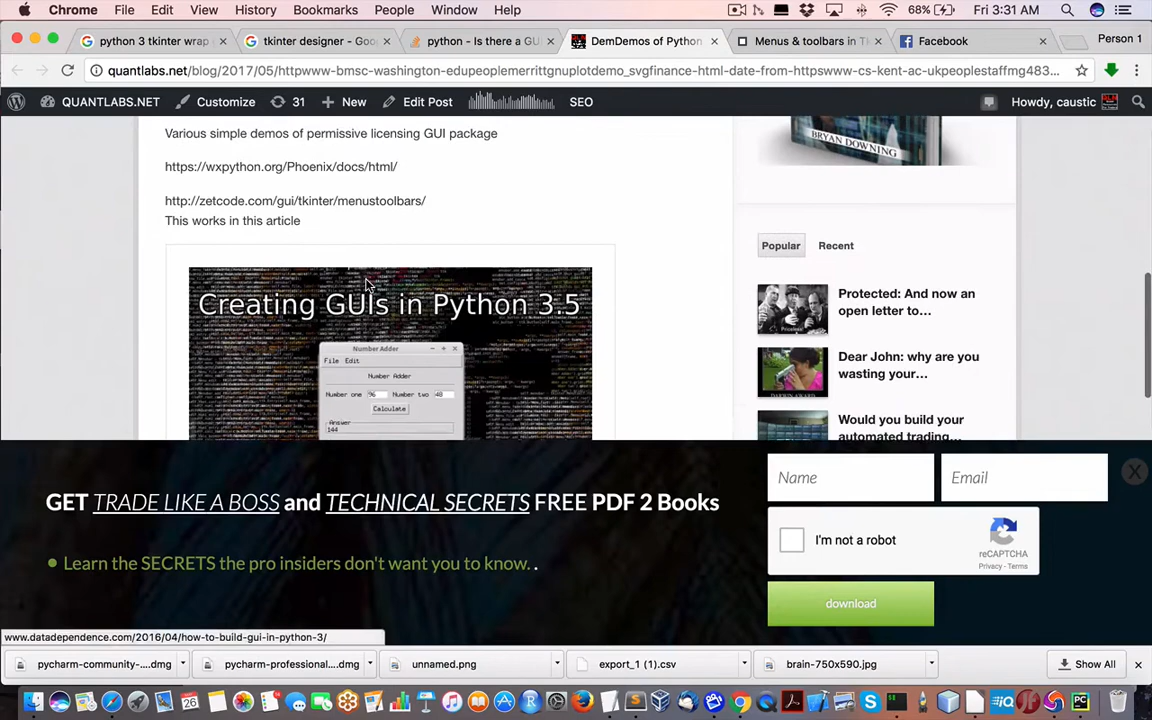 Chrome File Edit View History Bookmarks People Window Help 68% Fri 3:31 AM
python 3 tkinter wrap
tkinter designer - Goo
python - Is there a GU
DemDemos of Python
Menus & toolbars in T
Facebook
Person 1
quantlabs.net/blog/2017/05/httpwww-bmsc-washington-edupeoplemerrittgnuplotdemo_svgfinance-html-date-from-httpswww-cs-kent-ac-ukpeoplestaffmg483...
QUANTLABS.NET Customize 31 New Edit Post SEO Howdy, caustic
Various simple demos of permissive licensing GUI package
https://wxpython.org/Phoenix/docs/html/
http://zetcode.com/gui/tkinter/menustoolbars/
This works in this article
Creating GUIs in Python 3.5
Number Adder
File Edit
Number Adder
Number one 96 Number two 48
Calculate
Answer
144
BRYAN DOWNING
Popular Recent
Protected: And now an
open letter to...
Dear John: why are you
wasting your...
Would you build your
automated trading...
GET TRADE LIKE A BOSS and TECHNICAL SECRETS FREE PDF 2 Books
• Learn the SECRETS the pro insiders don't want you to know. .
Name Email
I'm not a robot
reCAPTCHA
Privacy - Terms
download
X
www.datadependence.com/2016/04/how-to-build-gui-in-python-3/
pycharm-community-....dmg
pycharm-professional....dmg
unnamed.png
export_1 (1).csv
brain-750x590.jpg
Show All